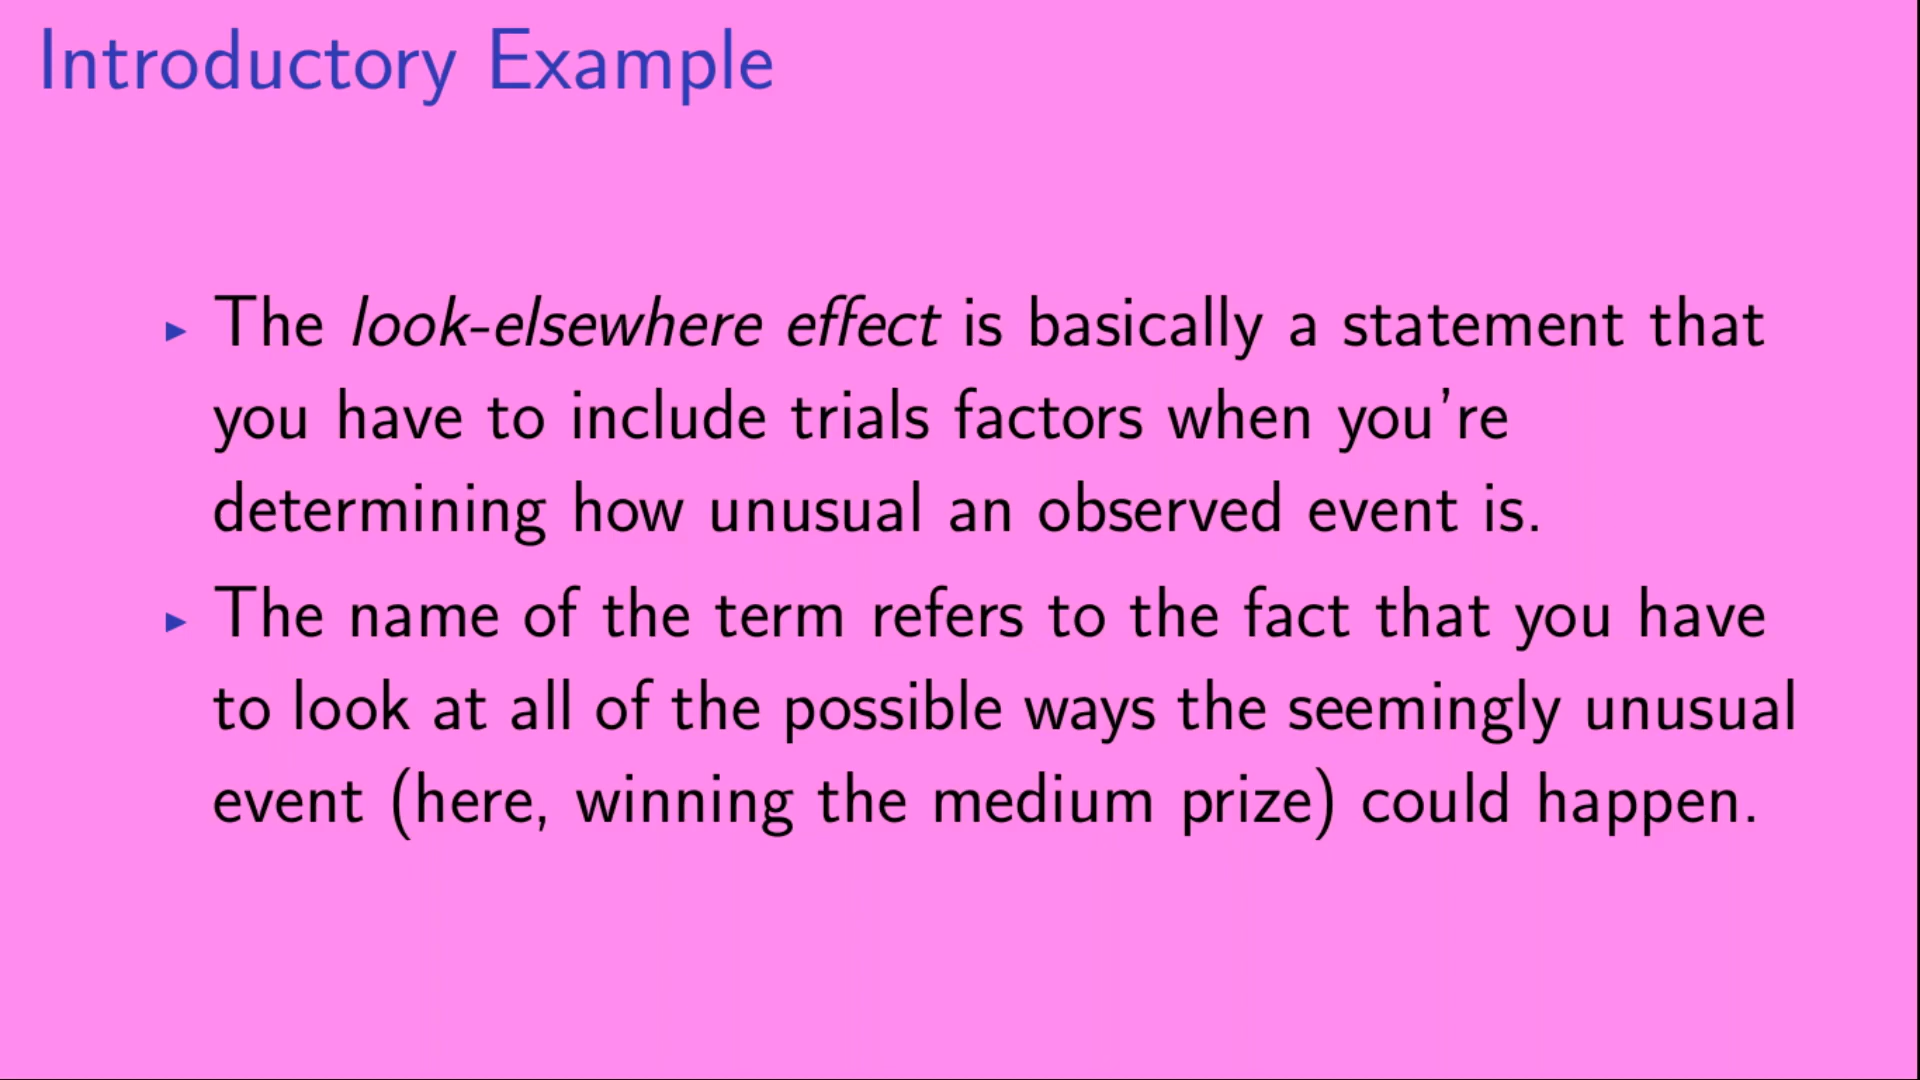 Introductory Example
The look-elsewhere effect is basically a statement that
you have to include trials factors when you're
determining how unusual an observed event is.
The name of the term refers to the fact that you have
to look at all of the possible ways the seemingly unusual
event (here, winning the medium prize) could happen.